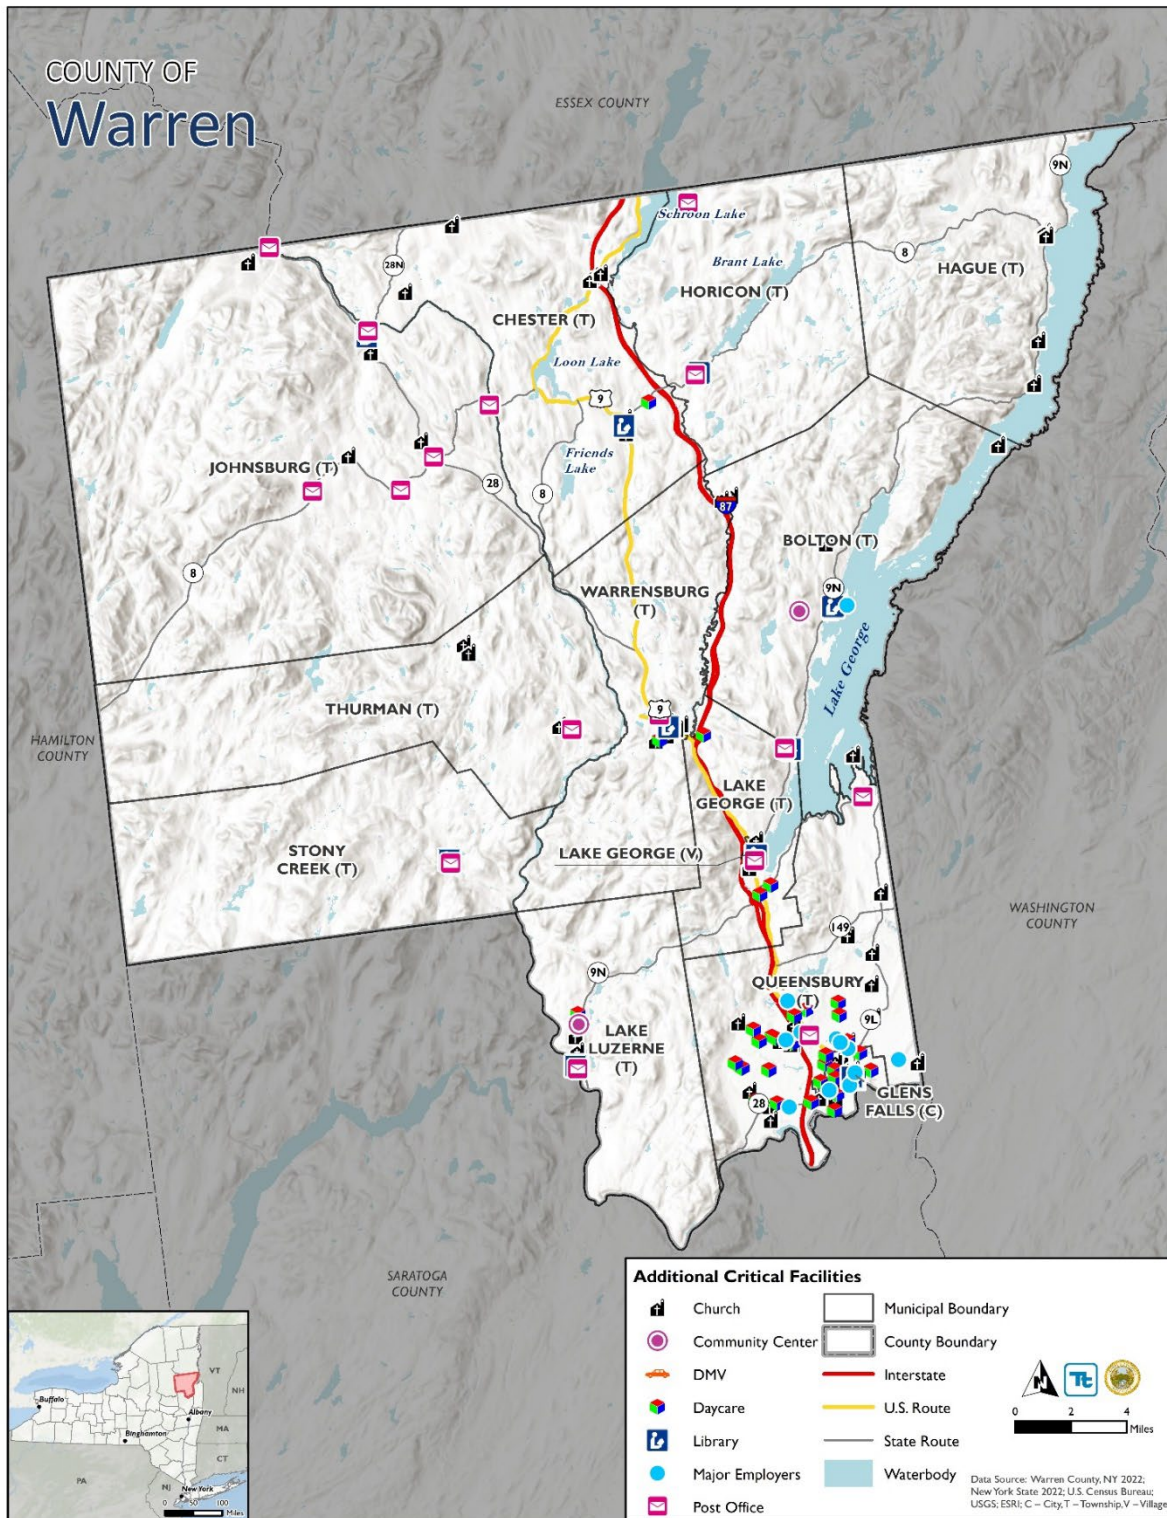 COUNTY OF
Warren
ESSEX COUNTY
9N
Schroon Lake
28N
8
Brant Lake
HAGUE (T)
HORICON (T)
CHESTER (T)
Loon Lake
9
Friends
Lake
JOHNSBURG (T)
28
8
87
BOLTON (T)
8
9N
WARRENSBURG
(T)
Lake George
THURMAN (T)
9
HAMILTON
COUNTY
LAKE
GEORGE (T)
STONY
CREEK (T)
LAKE GEORGE (V)
WASHINGTON
COUNTY
149
9N
QUEENSBURY
(T)
9L
LAKE
LUZERNE
(T)
GLENS
FALLS (C)
28
SARATOGA
COUNTY
Additional Critical Facilities
Church
Community Center
DMV
Daycare
Library
Major Employers
Post Office
Municipal Boundary
County Boundary
Interstate
U.S. Route
State Route
Waterbody
N
Tt
0 2 4
Miles
Data Source: Warren County, NY 2022;
New York State 2022; U.S. Census Bureau;
USGS; ESRI; C – City, T – Township, V – Village
VT
NH
Buffalo
Albany
Binghamton
MA
CT
PA
NJ
New York
0 50 100
Miles